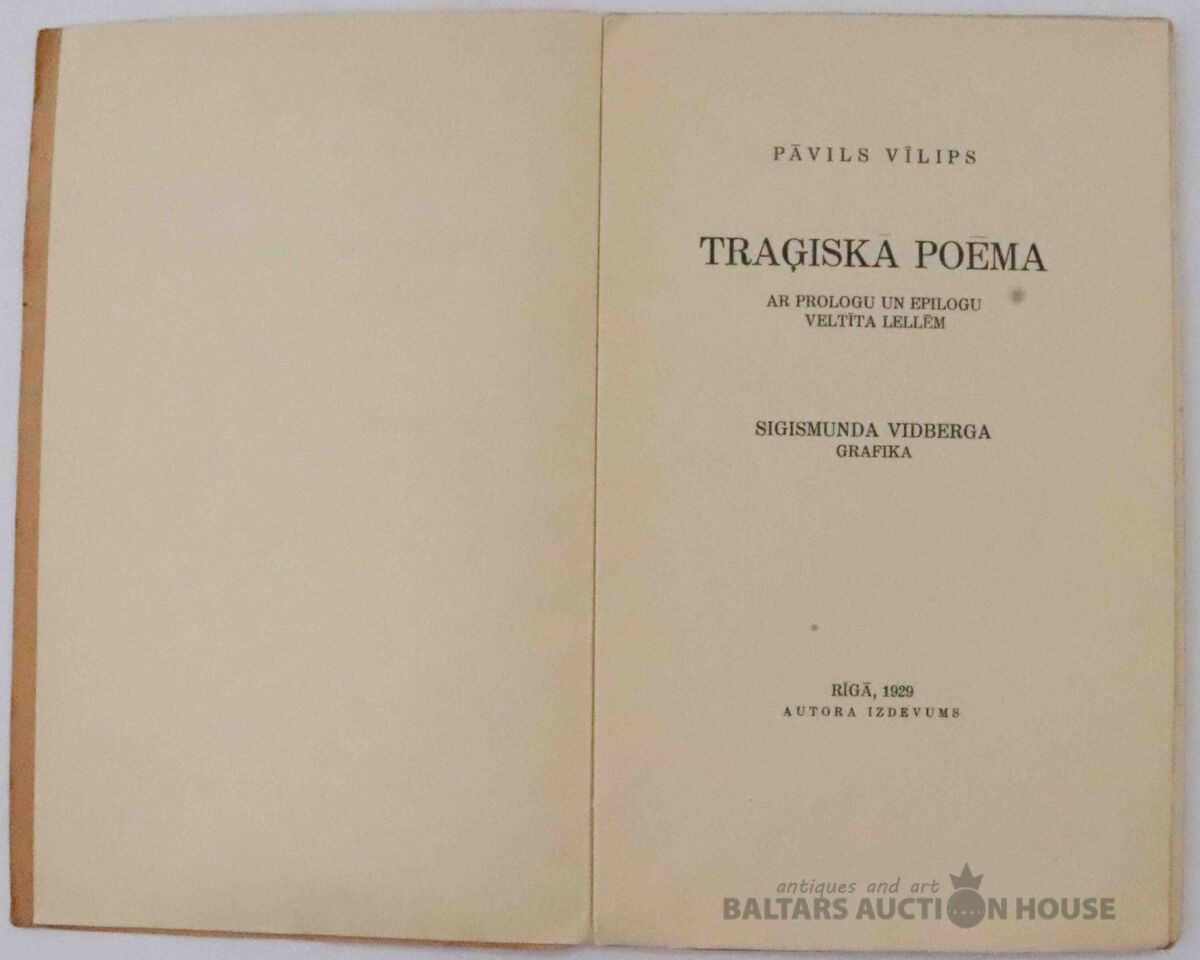 PĀVILS VĪLIPS
TRAĢISKĀ POĒMA
AR PROLOGU UN EPILOGU
VELTĪTA LELLĒM
SIGISMUNDA VIDBERGA
GRAFIKA
RĪGĀ, 1929
AUTORA IZDEVUMS
antiques and art
BALTARS AUCTION HOUSE